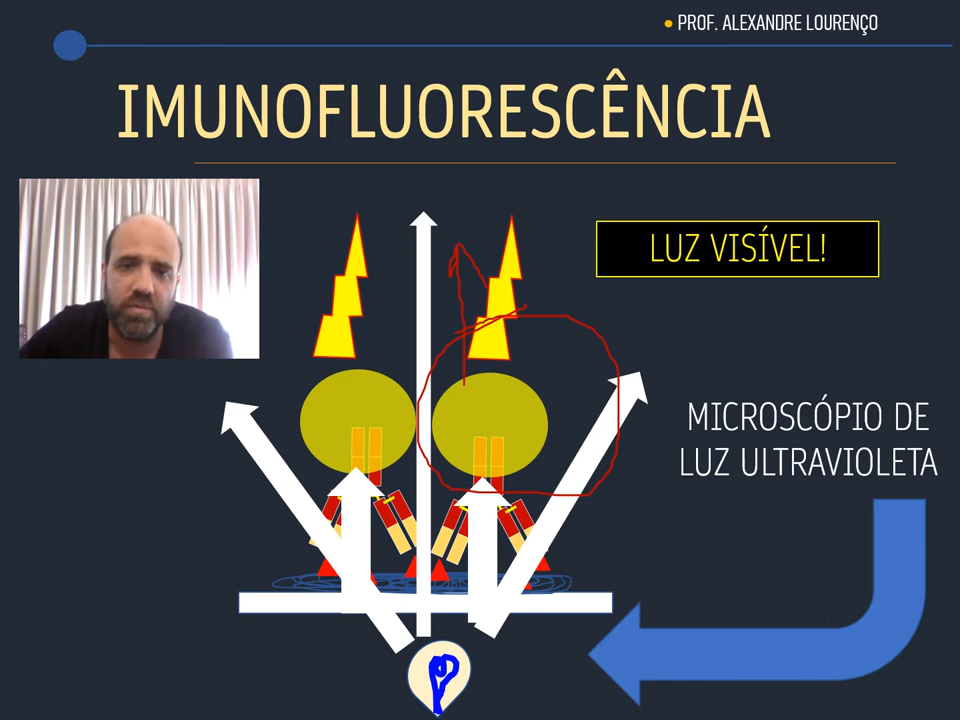 PROF. ALEXANDRE LOURENÇO
IMUNOFLUORESCÊNCIA
LUZ VISÍVEL!
MICROSCÓPIO DE
LUZ ULTRAVIOLETA